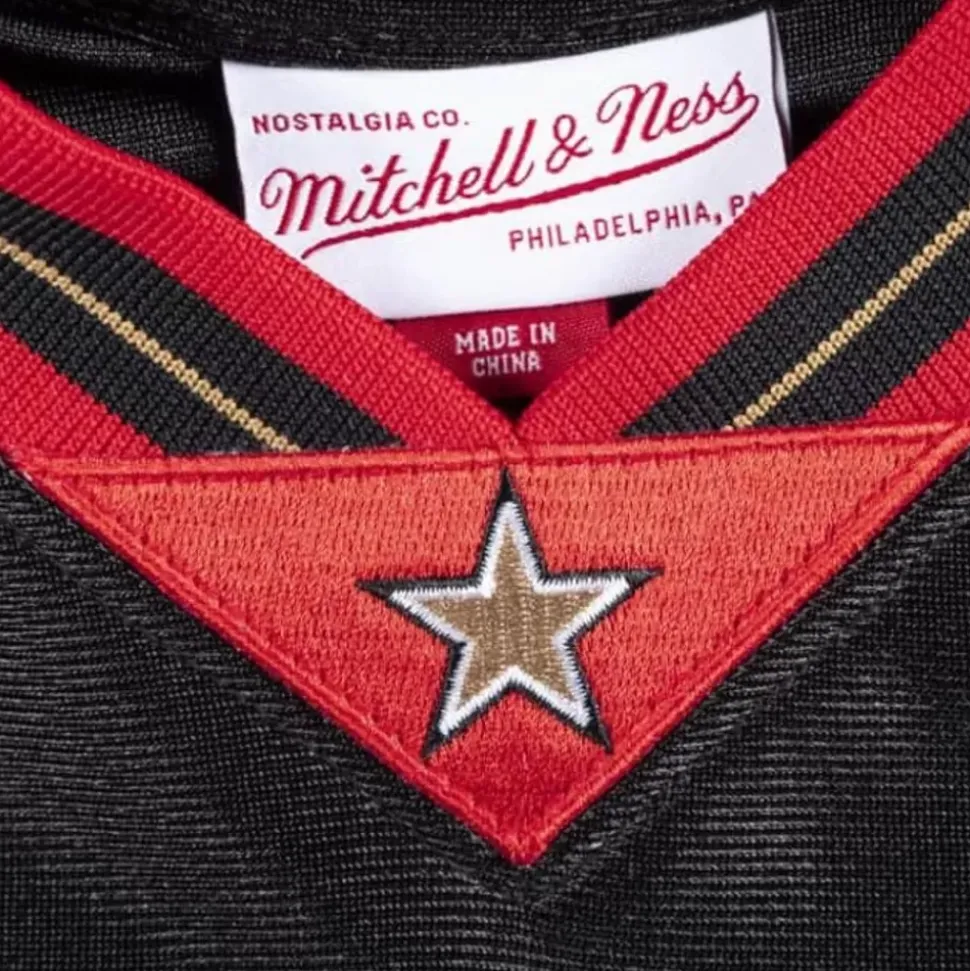 NOSTALGIA CO.
Mitchell & Ness
PHILADELPHIA, PA
MADE IN
CHINA